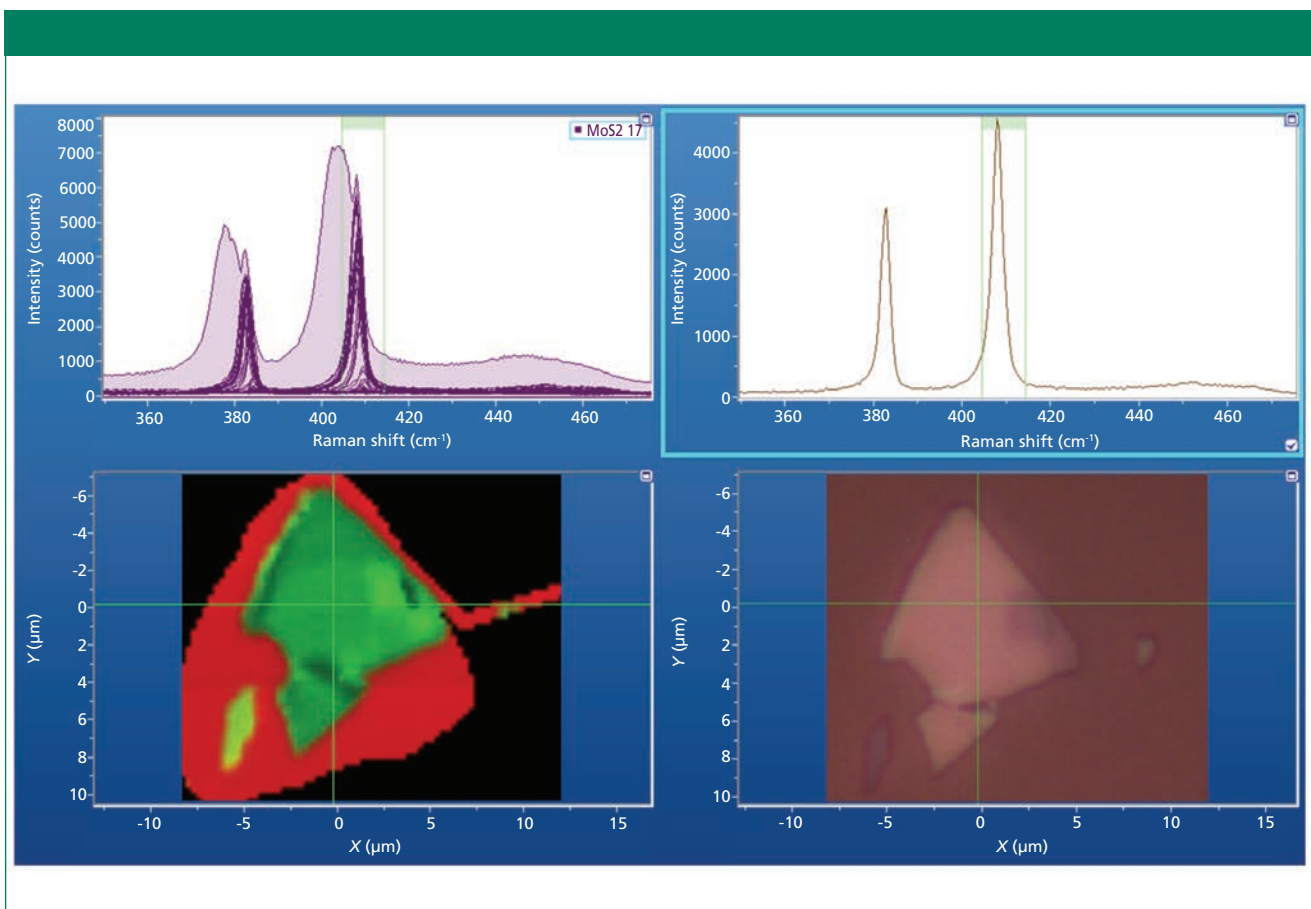 8000
7000
6000
5000
4000
3000
2000
1000
0
Intensity (counts)
MoS2 17
360 380 400 420 440 460
Raman shift (cm-1)
4000
3000
2000
1000
0
Intensity (counts)
360 380 400 420 440 460
Raman shift (cm-1)
-6
-4
-2
0
2
4
6
8
10
Y (µm)
-10 -5 0 5 10 15
X (µm)
-6
-4
-2
0
2
4
6
8
10
Y (µm)
-10 -5 0 5 10 15
X (µm)